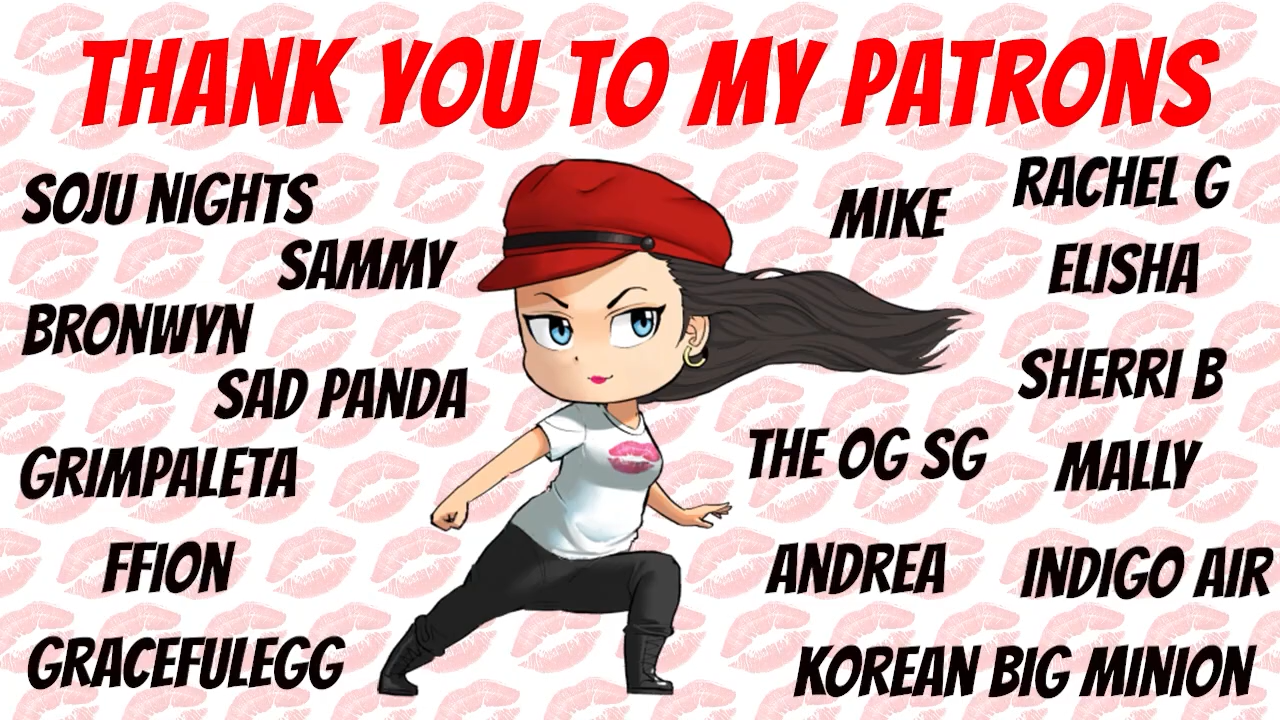 THANK YOU TO MY PATRONS
SOJU NIGHTS
SAMMY
BRONWYN
SAD PANDA
GRIMPALETA
FFION
GRACEFULEGG
MIKE
RACHEL G
ELISHA
SHERRI B
THE OG SG
MALLY
ANDREA
INDIGO AIR
KOREAN BIG MINION